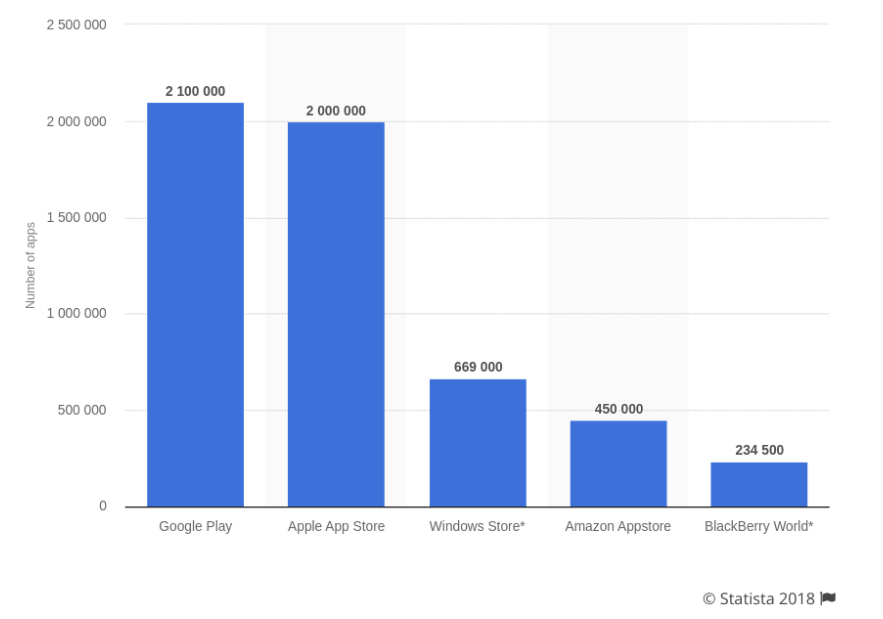 2 500 000
2 100 000
2 000 000
2 000 000
1 500 000
Number of apps
1 000 000
669 000
500 000
450 000
234 500
0
Google Play Apple App Store Windows Store* Amazon Appstore BlackBerry World*
© Statista 2018